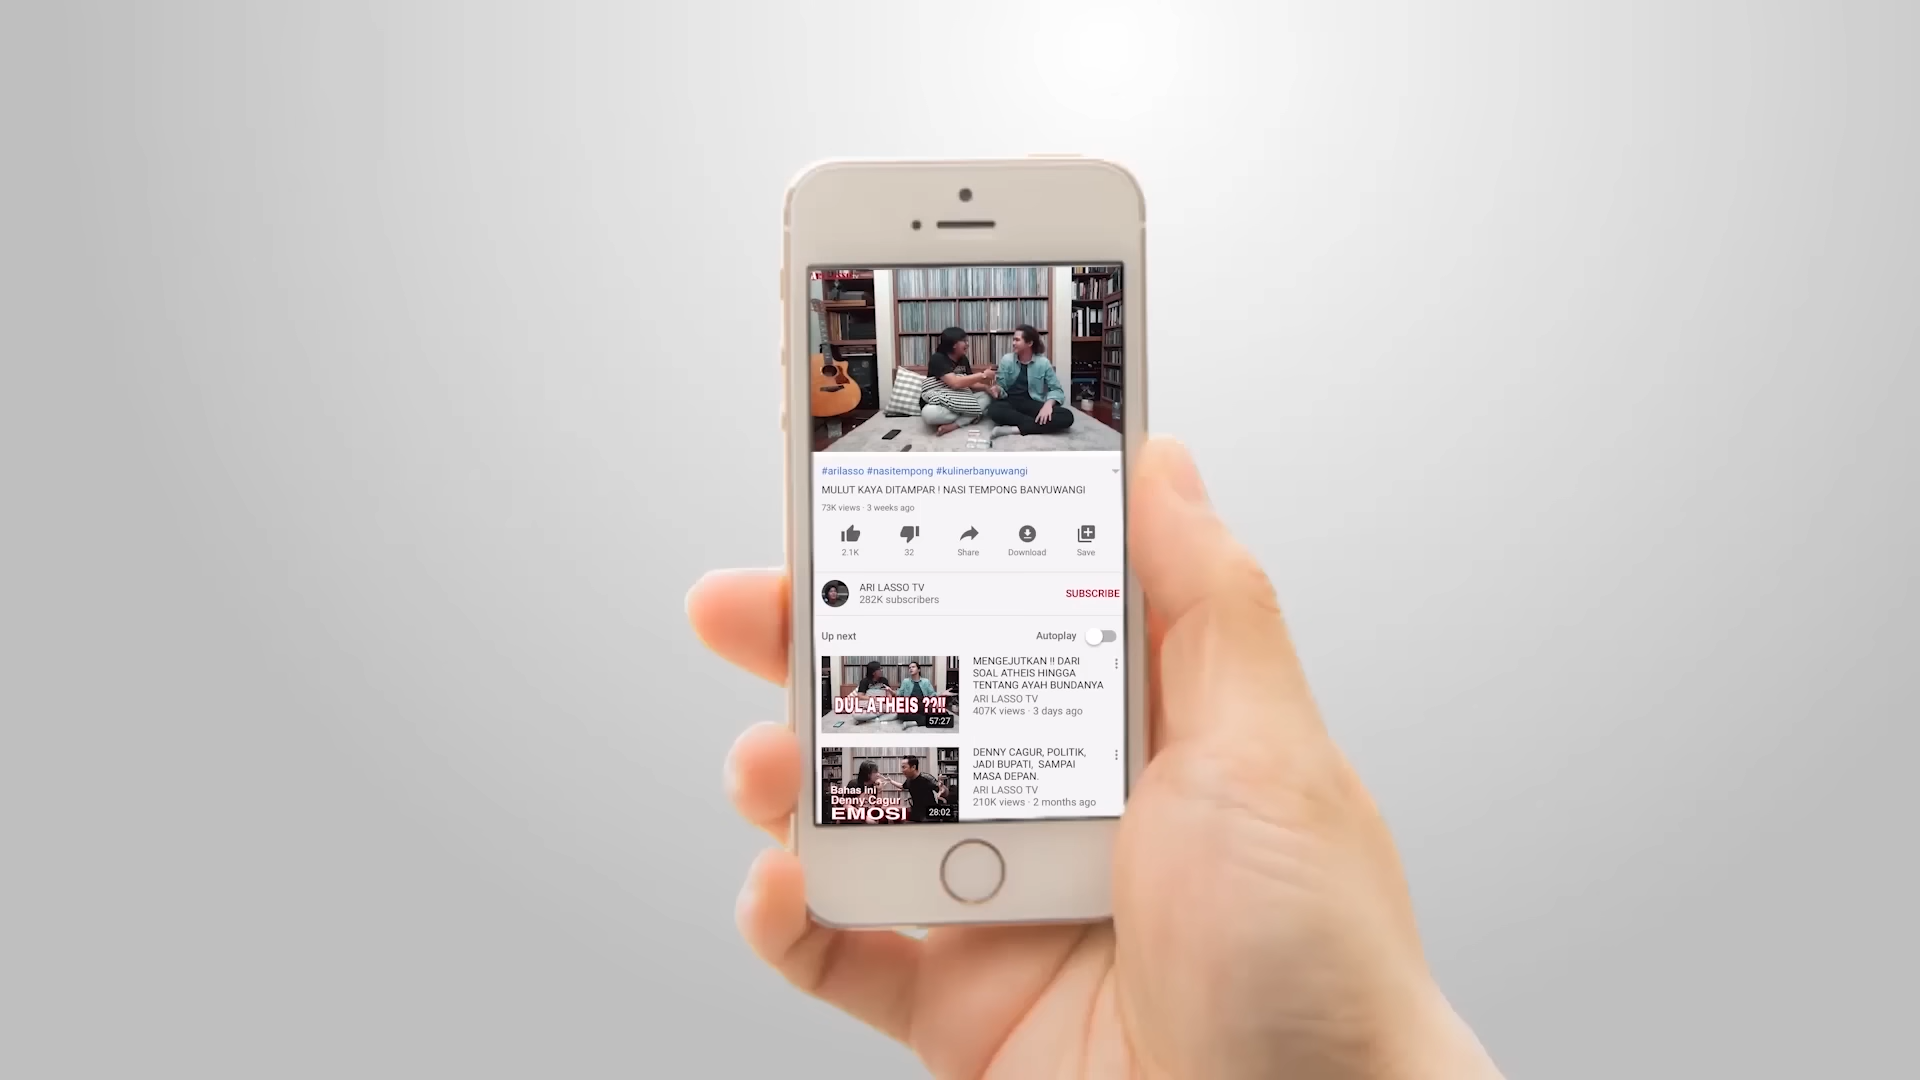 #arilasso #nasitempong #kulinerbanyuwangi
MULUT KAYA DITAMPAR ! NASI TEMPONG BANYUWANGI
73K views · 3 weeks ago
2.1K
32
Share
Download
Save
ARI LASSO TV
282K subscribers
SUBSCRIBE
Up next
Autoplay
DUL ATHEIS ??!!
57:27
MENGEJUTKAN !! DARI
SOAL ATHEIS HINGGA
TENTANG AYAH BUNDANYA
ARI LASSO TV
407K views · 3 days ago
Bahas ini
Denny Cagur
EMOSI
28:02
DENNY CAGUR, POLITIK,
JADI BUPATI, SAMPAI
MASA DEPAN.
ARI LASSO TV
210K views · 2 months ago